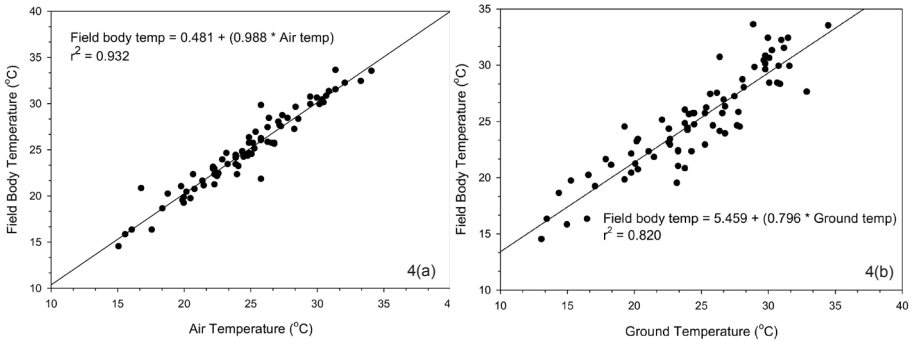 40
35
30
25
20
15
10
Field Body Temperature (°C)
Field body temp = 0.481 + (0.988 * Air temp)
r² = 0.932
4(a)
10 15 20 25 30 35 4
Air Temperature (°C)
35
30
25
20
15
10
Field Body Temperature (°C)
Field body temp = 5.459 + (0.796 * Ground temp)
r² = 0.820
4(b)
10 15 20 25 30 35 40
Ground Temperature (°C)